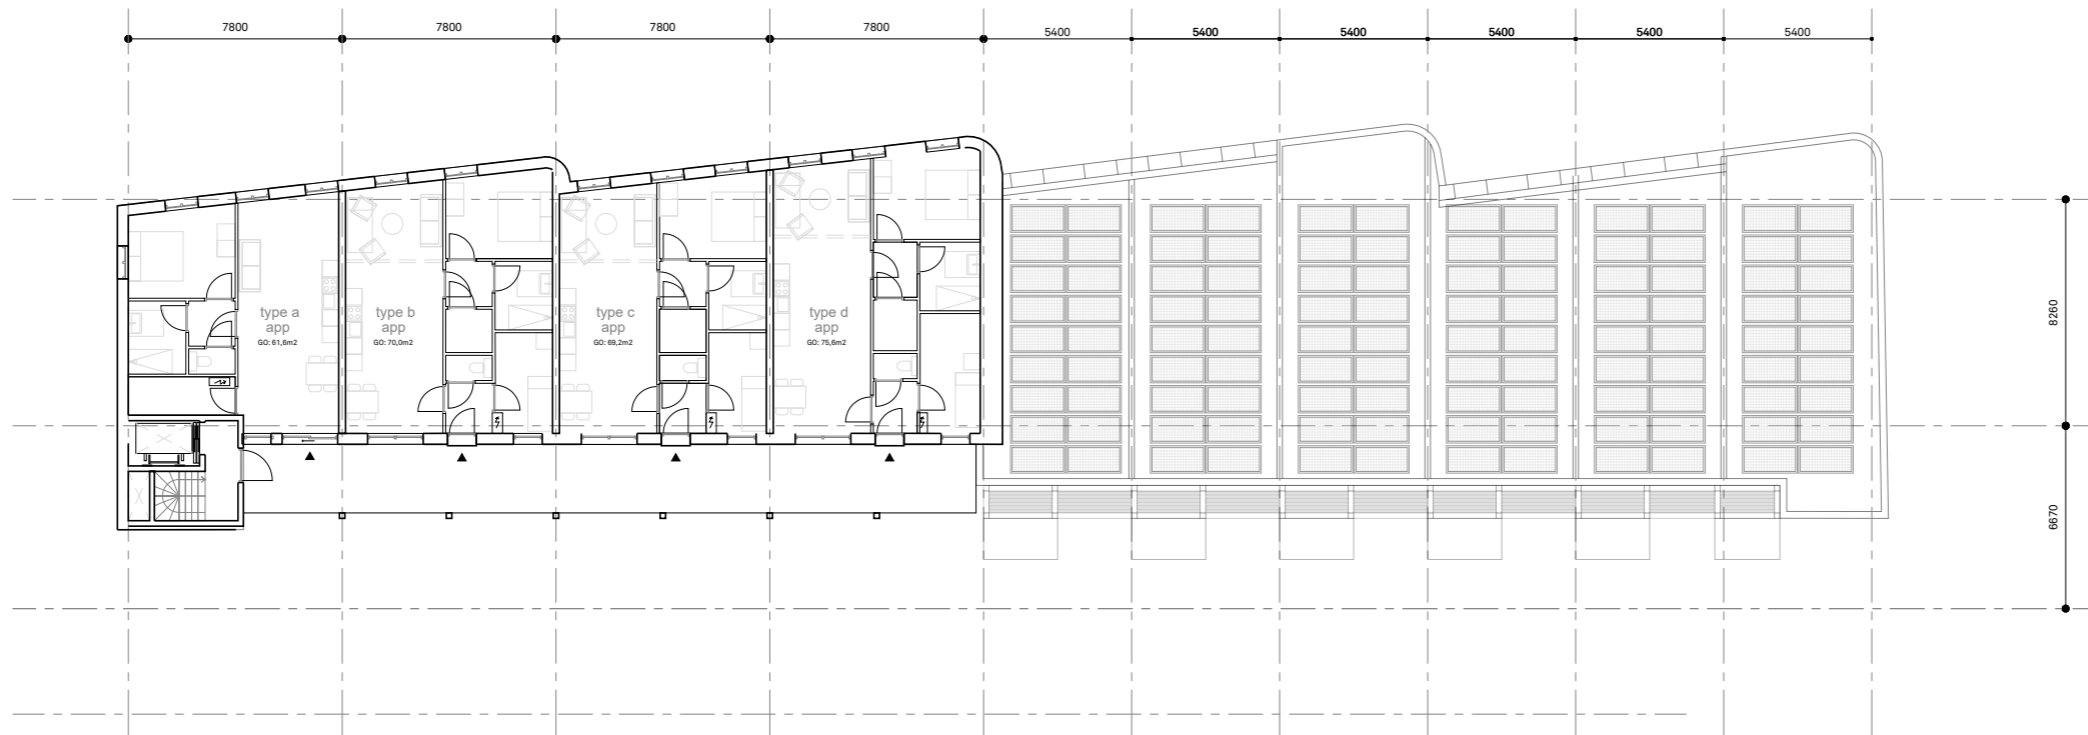 7800 7800 7800 7800 5400 5400 5400 5400 5400 5400
type a
app
GO: 61,6m2
type b
app
GO: 70,0m2
type c
app
GO: 69,2m2
type d
app
GO: 75,6m2
8260
6670